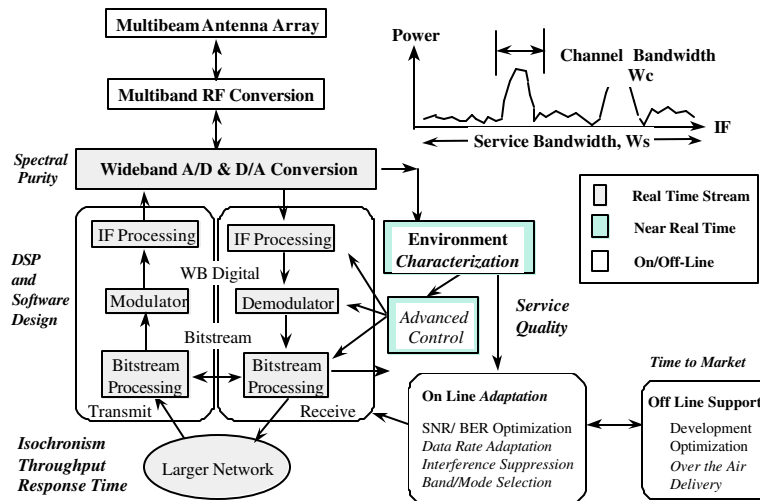 Multibeam Antenna Array
Multiband RF Conversion
Spectral
Purity
Wideband A/D & D/A Conversion
Power
Channel Bandwidth
Wc
IF
Service Bandwidth, Ws
Real Time Stream
Near Real Time
On/Off-Line
DSP
and
Software
Design
IF Processing
IF Processing
WB Digital
Modulator
Demodulator
Bitstream
Bitstream
Processing
Bitstream
Processing
Transmit
Receive
Environment
Characterization
Advanced
Control
Service
Quality
Isochronism
Throughput
Response Time
Larger Network
On Line Adaptation
SNR/ BER Optimization
Data Rate Adaptation
Interference Suppression
Band/Mode Selection
Time to Market
Off Line Support
Development
Optimization
Over the Air
Delivery